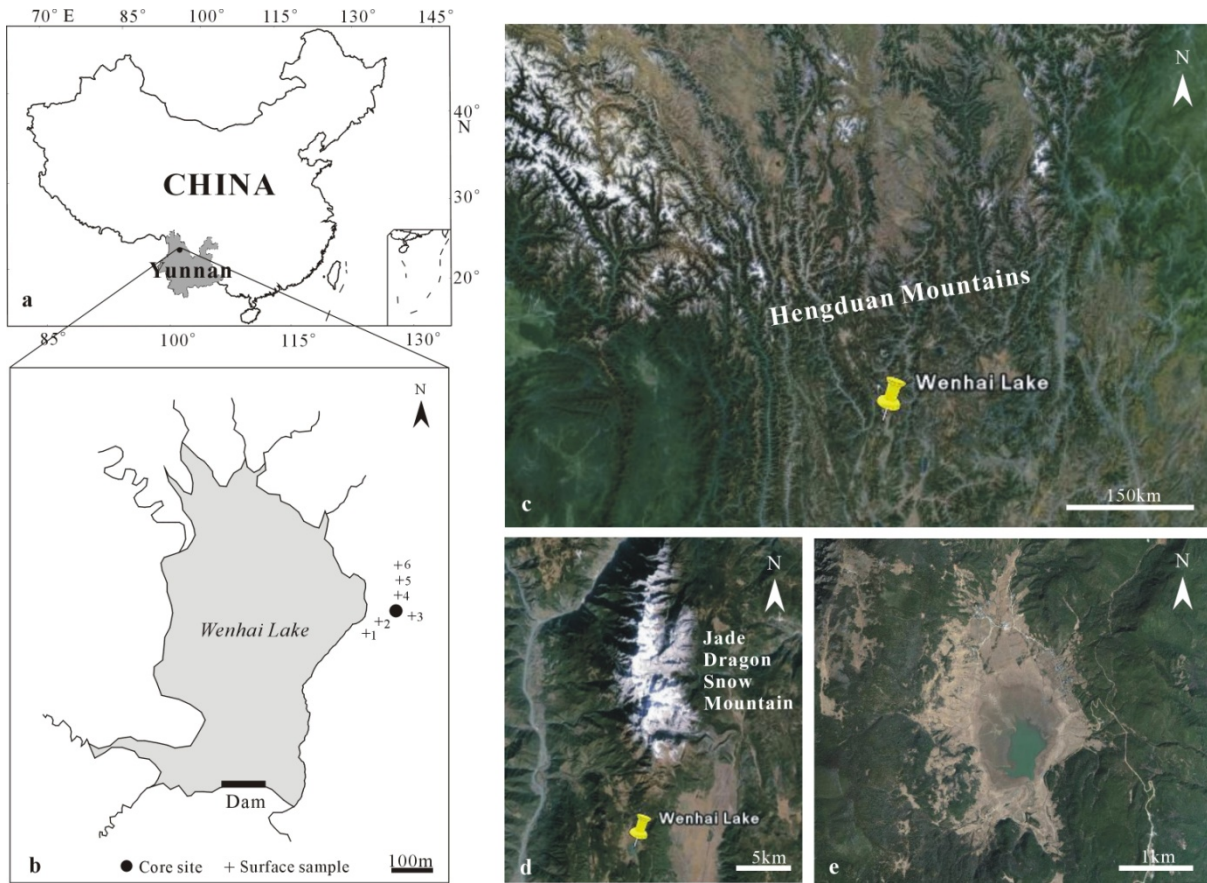 70° E 85° 100° 115° 130° 145°
40°
N
CHINA
30°
Yunnan
20°
a
85° 100° 115° 130°
N
+6
+5
+4
+3
+2
+1
Wenhai Lake
Dam
b
Core site + Surface sample
100m
N
Hengduan Mountains
Wenhai Lake
c
150km
N
Jade
Dragon
Snow
Mountain
Wenhai Lake
d
5km
N
e
1km